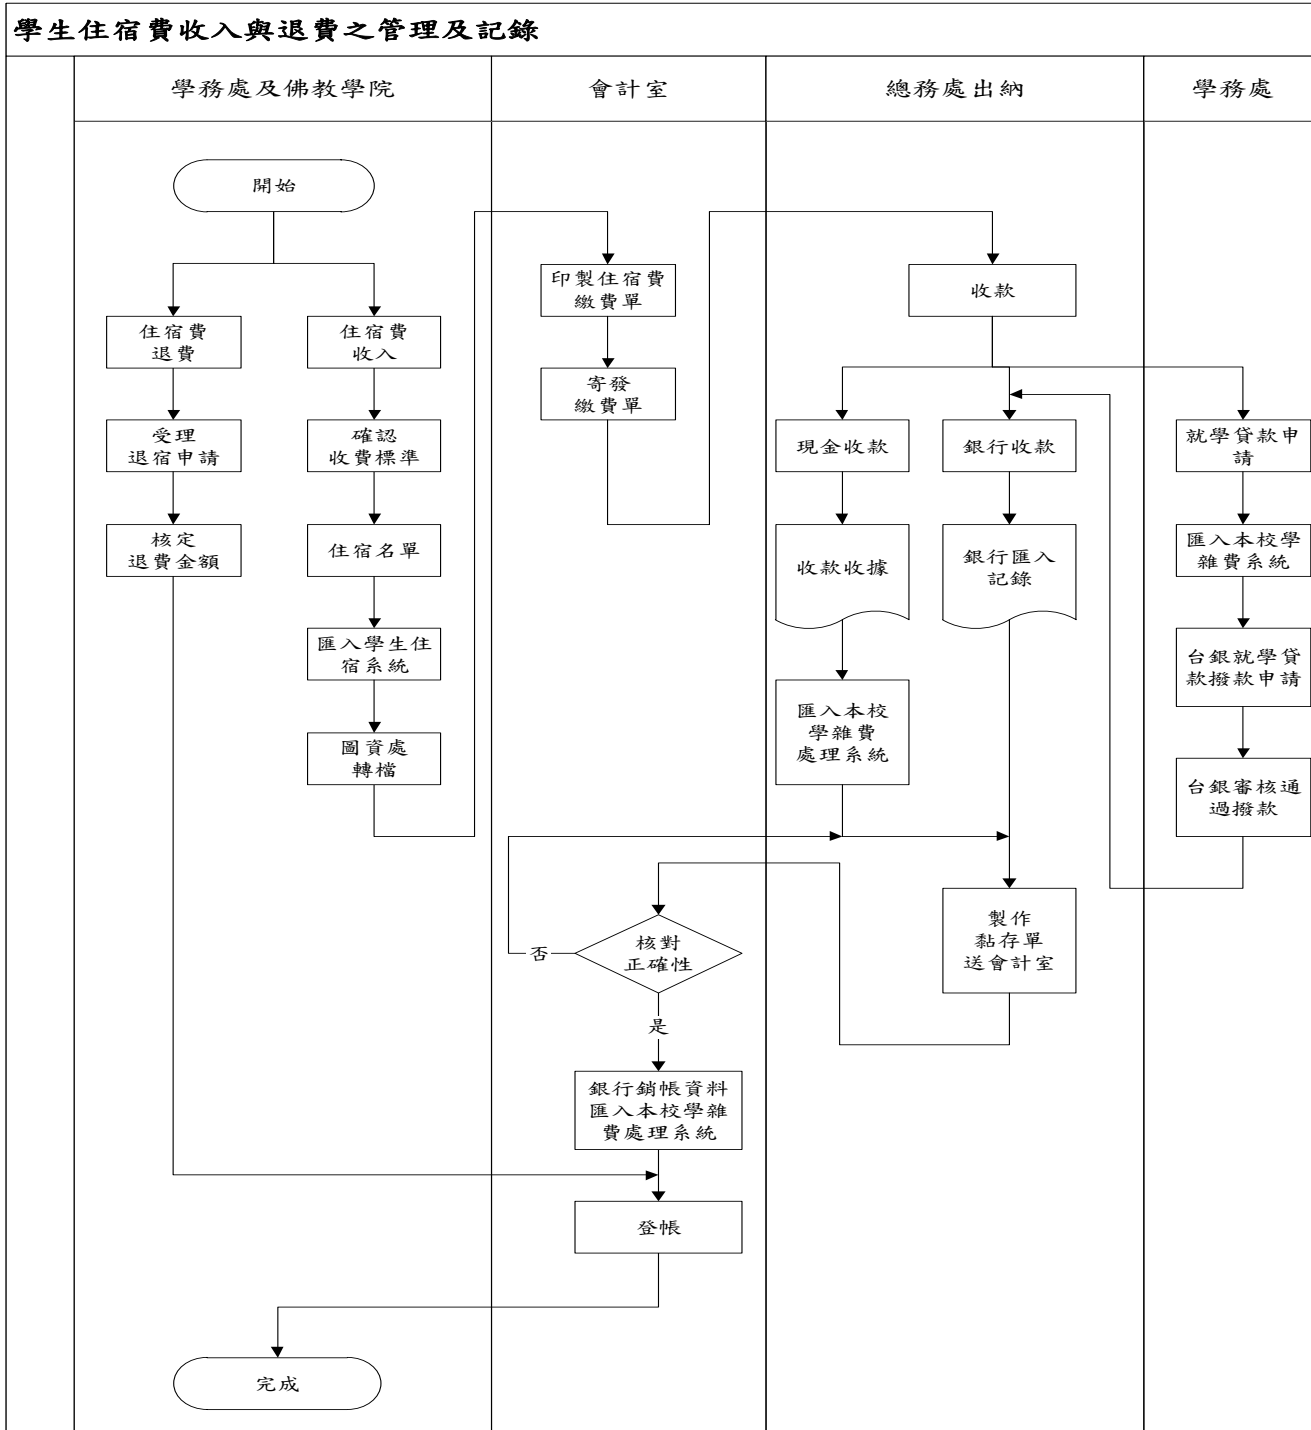 學生住宿費收入與退費之管理及記錄
學務處及佛教學院
會計室
總務處出納
學務處
開始
住宿費
退費
受理
退宿申請
核定
退費金額
住宿費
收入
確認
收費標準
住宿名單
匯入學生住
宿系統
圖資處
轉檔
印製住宿費
繳費單
寄發
繳費單
收款
現金收款
收款收據
匯入本校
學雜費
處理系統
銀行收款
銀行匯入
記錄
就學貸款申
請
匯入本校學
雜費系統
台銀就學貸
款撥款申請
台銀審核通
過撥款
製作
黏存單
送會計室
核對
正確性
否
是
銀行銷帳資料
匯入本校學雜
費處理系統
登帳
完成